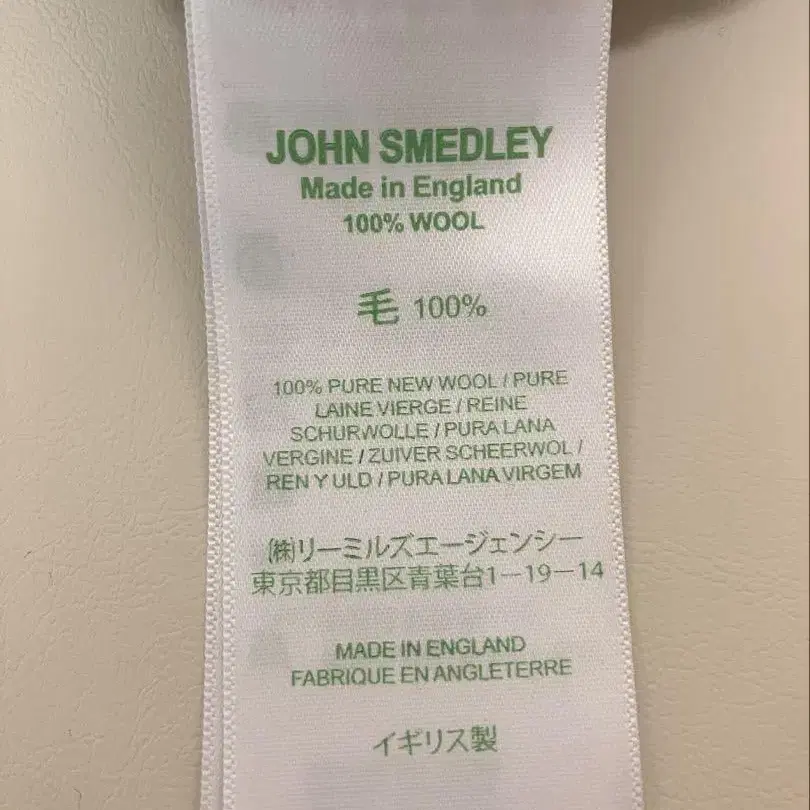 JOHN SMEDLEY
Made in England
100% WOOL
毛 100%
100% PURE NEW WOOL / PURE
LAINE VIERGE / REINE
SCHURWOLLE / PURA LANA
VERGINE / ZUIVER SCHEERWOL /
REN Y ULD / PURA LANA VIRGEM
㈱リーミルズエージェンシー
東京都目黒区青葉台1-19-14
MADE IN ENGLAND
FABRIQUE EN ANGLETERRE
イギリス製